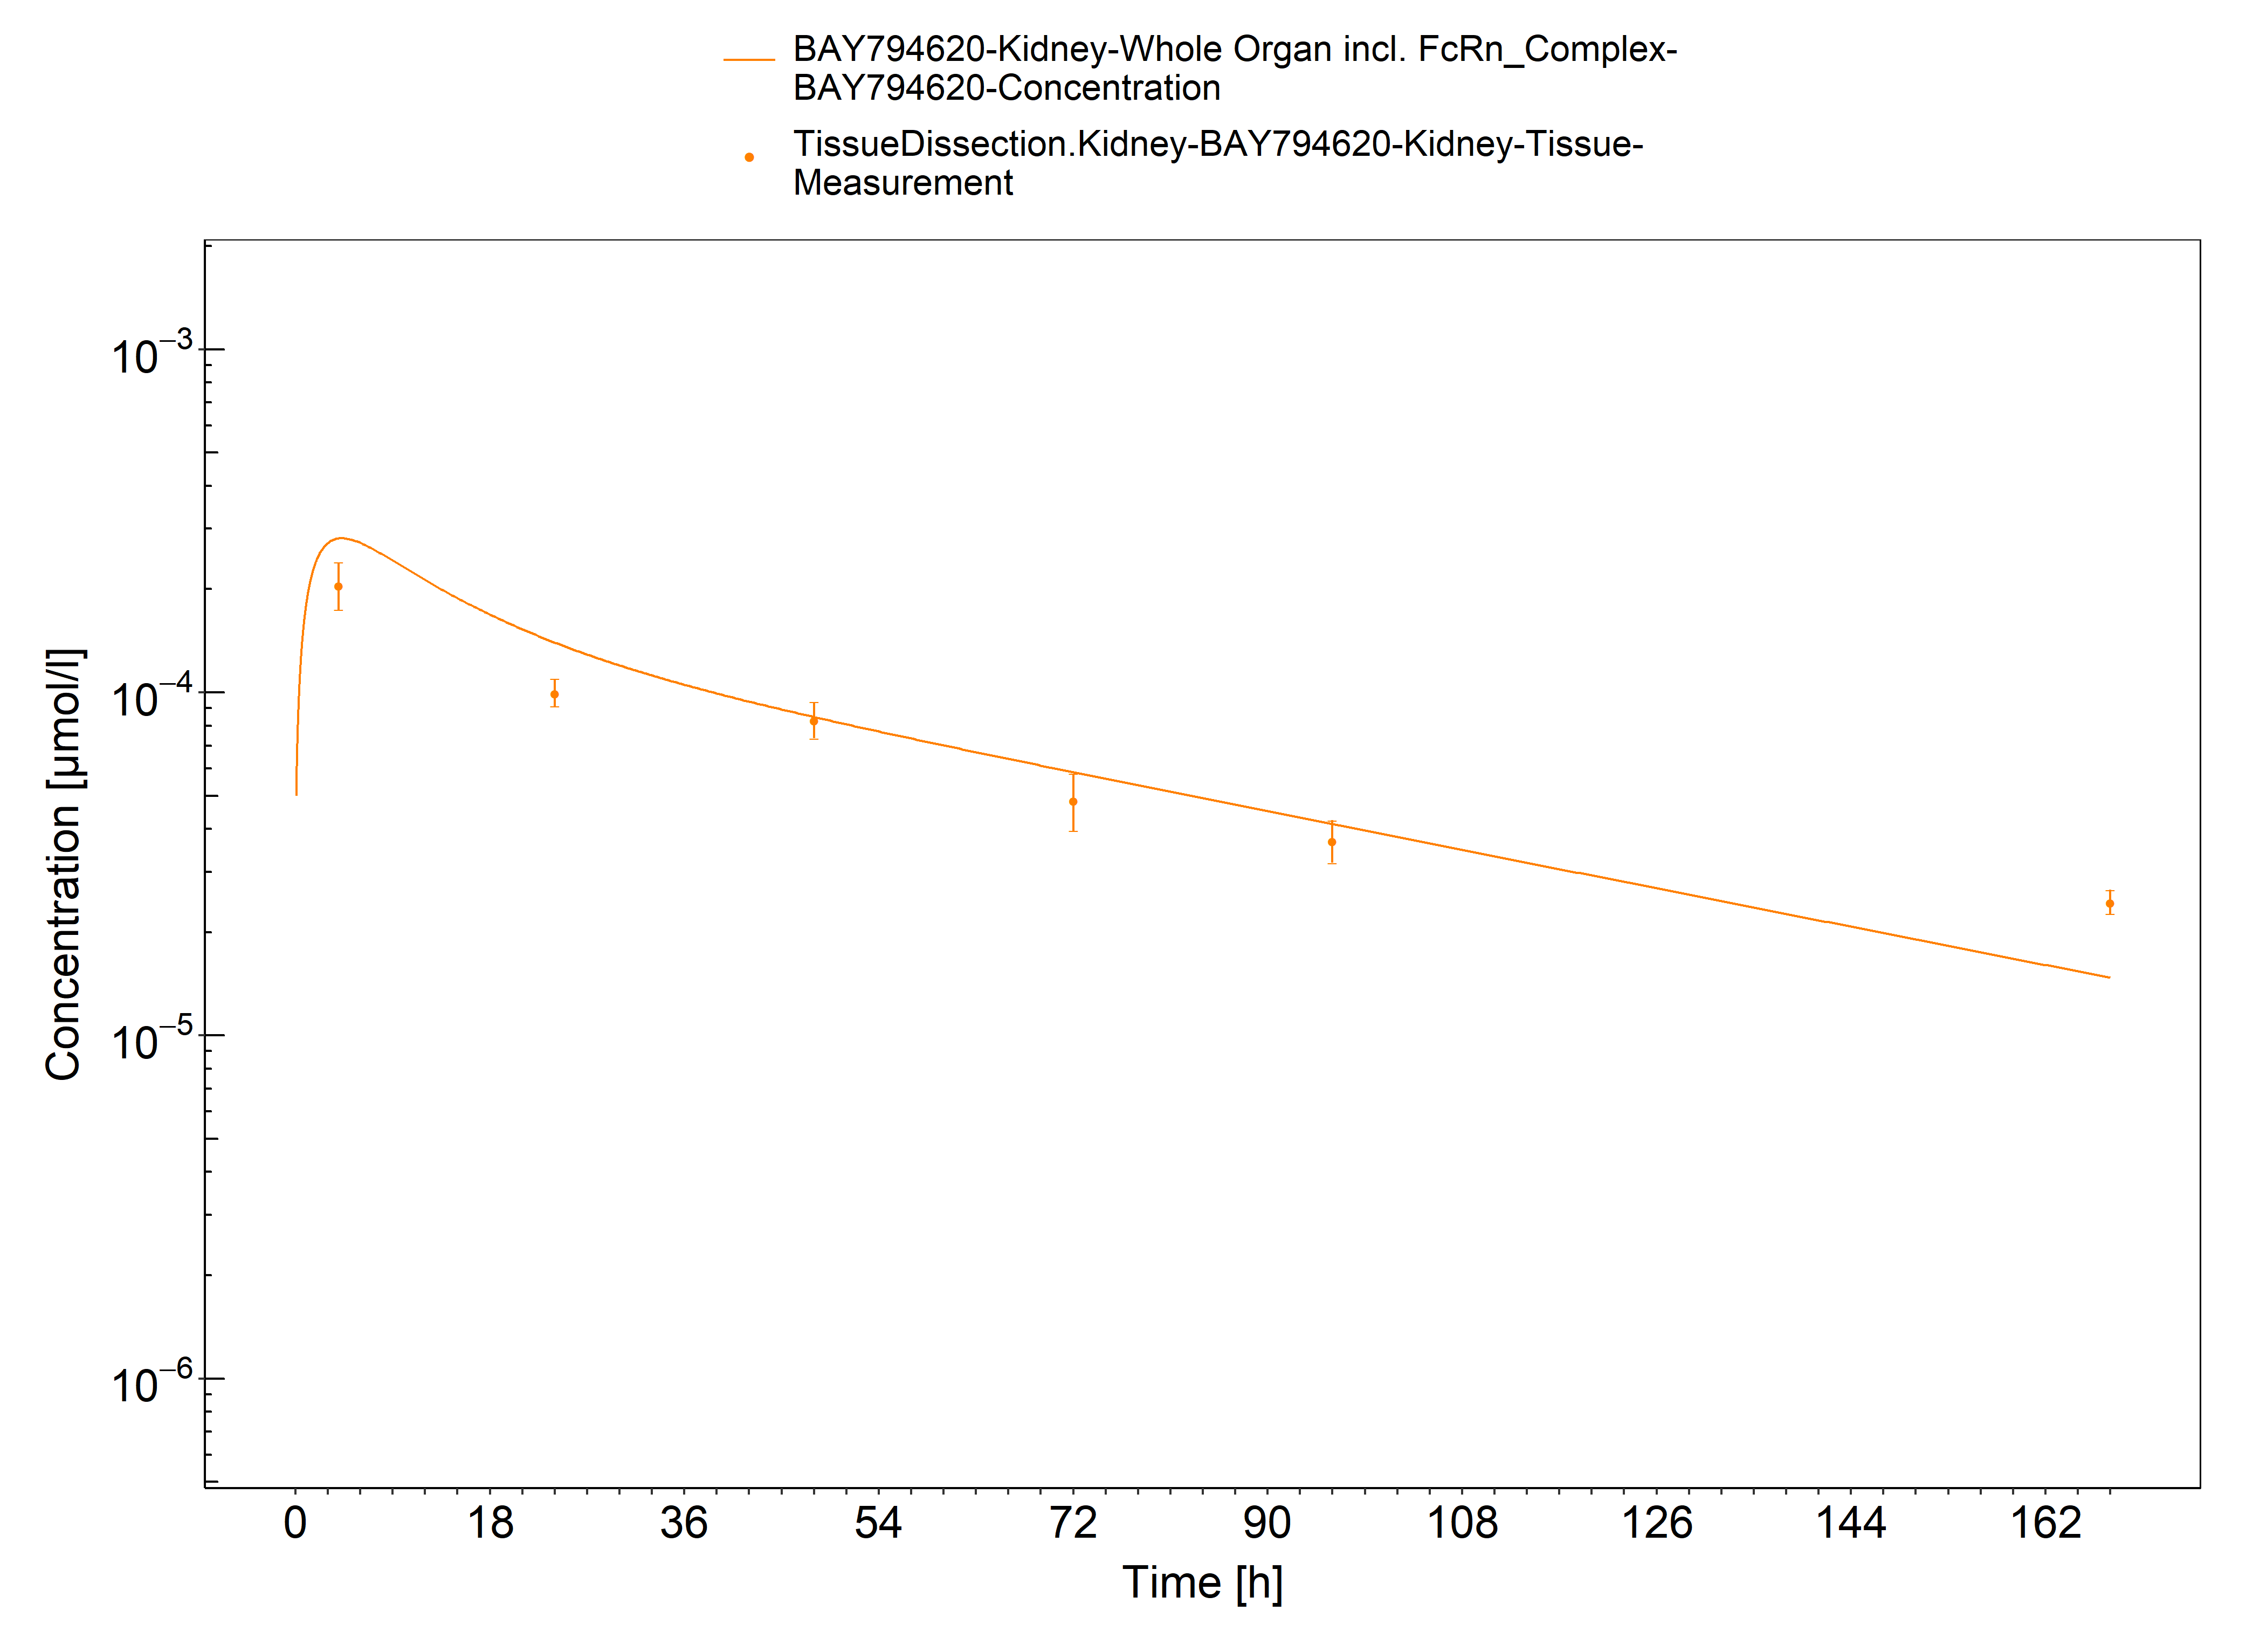 BAY794620-Kidney-Whole Organ incl. FcRn_Complex-
BAY794620-Concentration
TissueDissection.Kidney-BAY794620-Kidney-Tissue-
Measurement
Concentration [µmol/l]
10⁻³
10⁻⁴
10⁻⁵
10⁻⁶
0 18 36 54 72 90 108 126 144 162
Time [h]